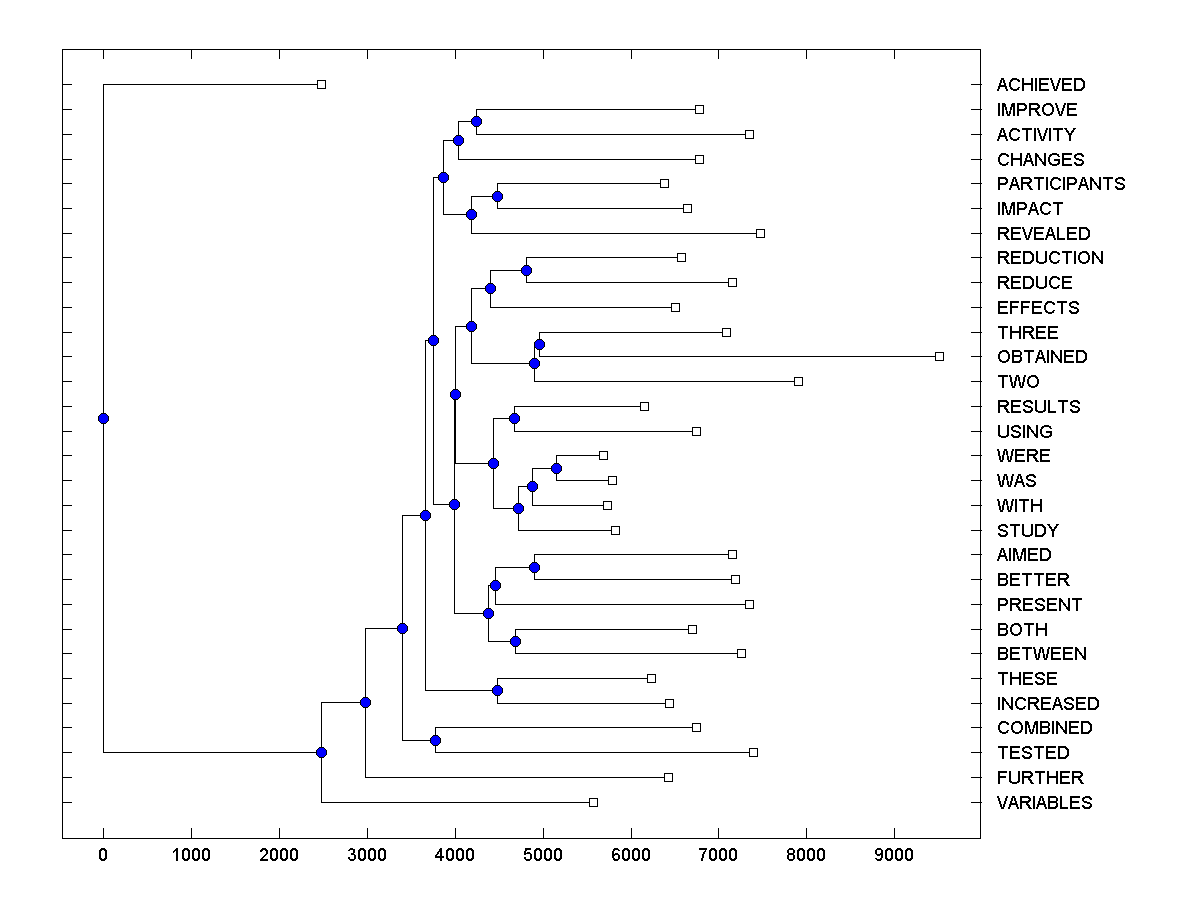 ACHIEVED
IMPROVE
ACTIVITY
CHANGES
PARTICIPANTS
IMPACT
REVEALED
REDUCTION
REDUCE
EFFECTS
THREE
OBTAINED
TWO
RESULTS
USING
WERE
WAS
WITH
STUDY
AIMED
BETTER
PRESENT
BOTH
BETWEEN
THESE
INCREASED
COMBINED
TESTED
FURTHER
VARIABLES
0 1000 2000 3000 4000 5000 6000 7000 8000 9000